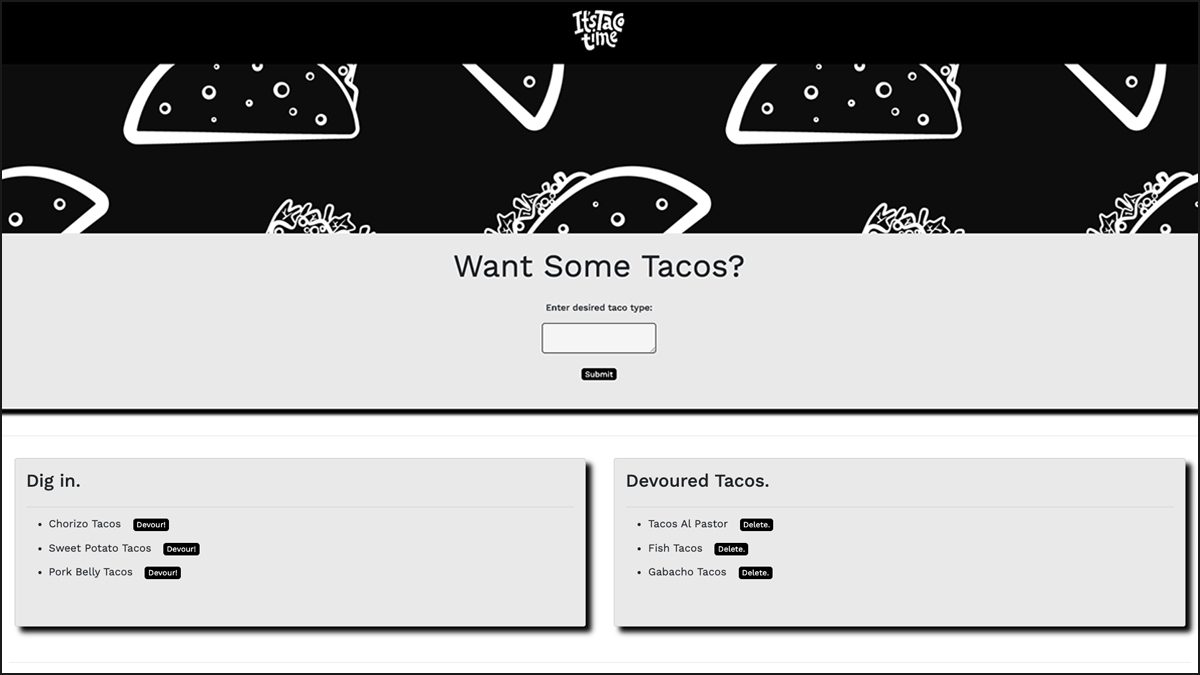 It's Taco
time
Want Some Tacos?
Enter desired taco type:
Submit
Dig in.
Chorizo Tacos Devour!
Sweet Potato Tacos Devour!
Pork Belly Tacos Devour!
Devoured Tacos.
Tacos Al Pastor Delete.
Fish Tacos Delete.
Gabacho Tacos Delete.